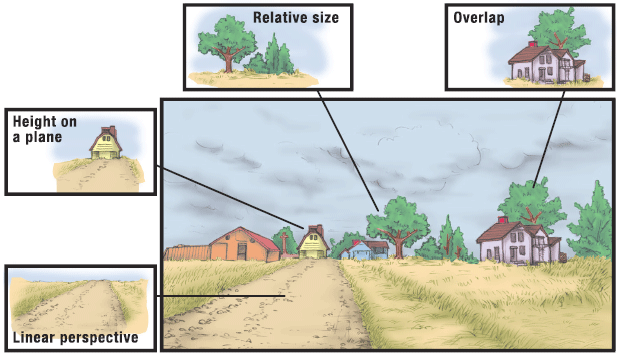 Relative size
Overlap
Height on
a plane
Linear perspective